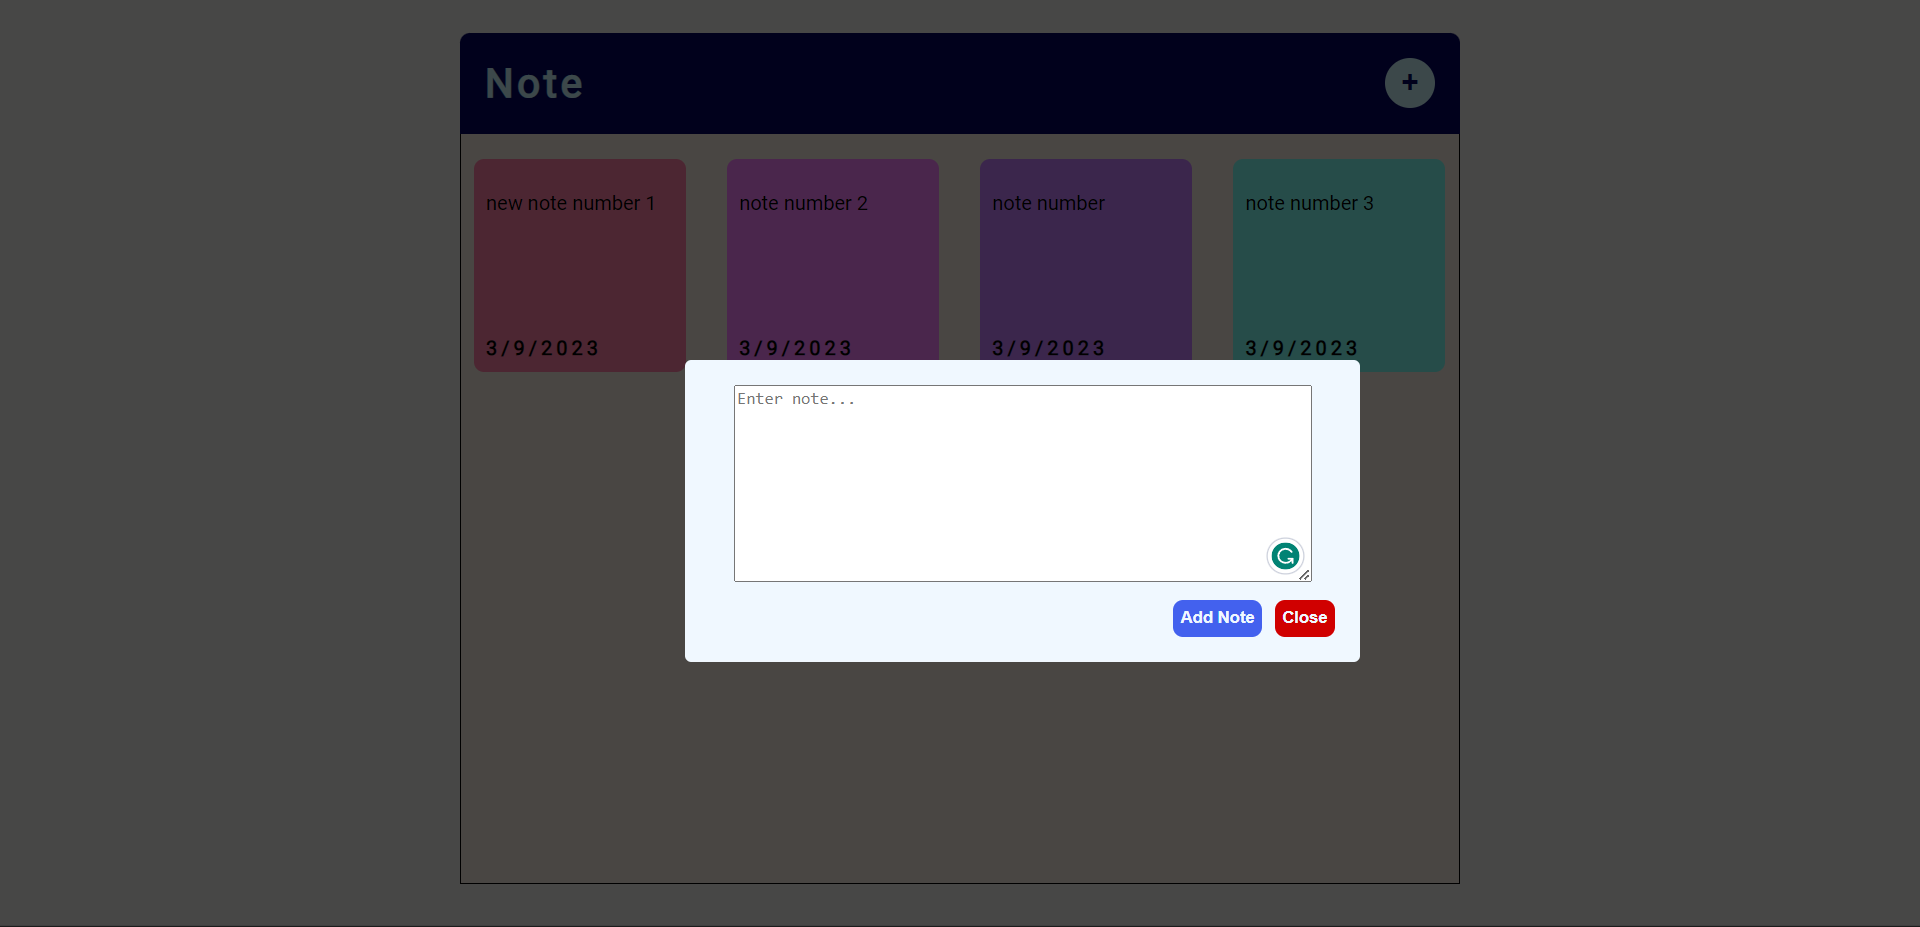 Note
+
new note number 1
note number 2
note number
note number 3
3/9/2023
3/9/2023
3/9/2023
3/9/2023
Enter note...
Add Note
Close